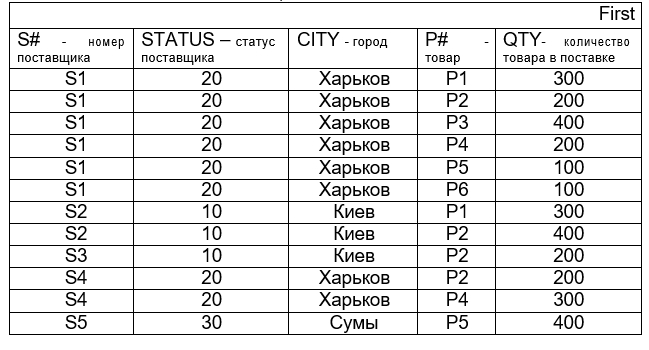 First
S# - номер поставщика STATUS – статус поставщика CITY - город P# - товар QTY- количество товара в поставке
S1 20 Харьков P1 300
S1 20 Харьков P2 200
S1 20 Харьков P3 400
S1 20 Харьков P4 200
S1 20 Харьков P5 100
S1 20 Харьков P6 100
S2 10 Киев P1 300
S2 10 Киев P2 400
S3 10 Киев P2 200
S4 20 Харьков P2 200
S4 20 Харьков P4 300
S5 30 Сумы P5 400